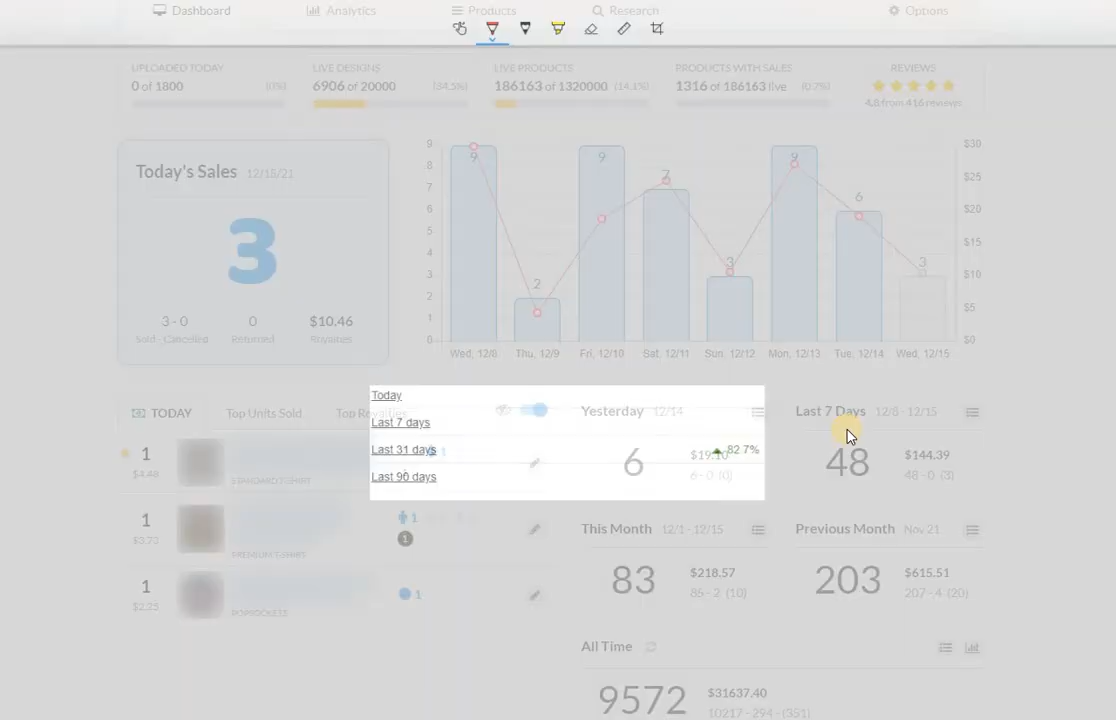 Dashboard Analytics Products Research Options
UPLOADED TODAY LIVE DESIGNS LIVE PRODUCTS PRODUCTS WITH SALES REVIEWS
0 of 1800 (0%) 6906 of 20000 (34.5%) 186163 of 1320000 (14.1%) 1316 of 186163 live (0.7%)
4.8 from 416 reviews
Today's Sales 12/15/21
3
3 - 0 0 $10.46
Sold - Cancelled Returned Royalties
9 8 7 6 5 4 3 2 1 0
9 2 9 7 3 9 6 3
$30 $25 $20 $15 $10 $5 $0
Wed, 12/8 Thu, 12/9 Fri, 12/10 Sat, 12/11 Sun, 12/12 Mon, 12/13 Tue, 12/14 Wed, 12/15
TODAY Top Units Sold Top Royalties
Today
Last 7 days
Last 31 days
Last 90 days
1
$4.48
STANDARD T-SHIRT
1
1
PREMIUM T-SHIRT
1
1
1
POPSOCKETS
1
Yesterday 12/14
6
82.7%
6 - 0 (0)
Last 7 Days 12/8 - 12/15
48
$144.39
48 - 0 (3)
This Month 12/1 - 12/15
83
$218.57
85 - 2 (10)
Previous Month Nov 21
203
$615.51
207 - 4 (20)
All Time
9572
$31637.40
10217 - 294 - (351)